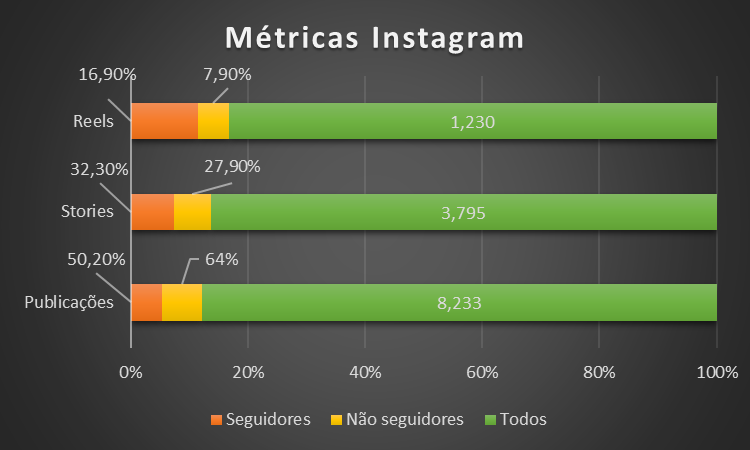 Métricas Instagram
16,90% 7,90%
Reels 1,230
32,30% 27,90%
Stories 3,795
50,20% 64%
Publicações 8,233
0% 20% 40% 60% 80% 100%
Seguidores Não seguidores Todos